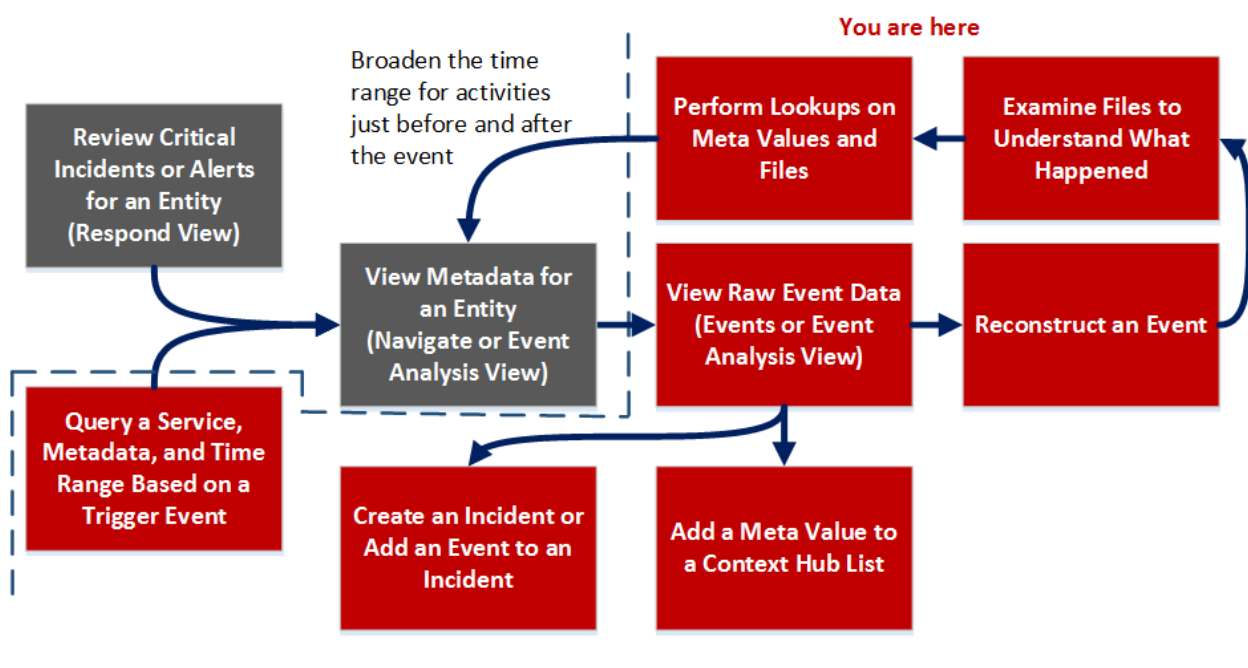 You are here
Broaden the time
range for activities
just before and after
the event
Perform Lookups on
Meta Values and
Files
Examine Files to
Understand What
Happened
Review Critical
Incidents or Alerts
for an Entity
(Respond View)
View Metadata for
an Entity
(Navigate or Event
Analysis View)
View Raw Event Data
(Events or Event
Analysis View)
Reconstruct an Event
Query a Service,
Metadata, and Time
Range Based on a
Trigger Event
Create an Incident or
Add an Event to an
Incident
Add a Meta Value to
a Context Hub List